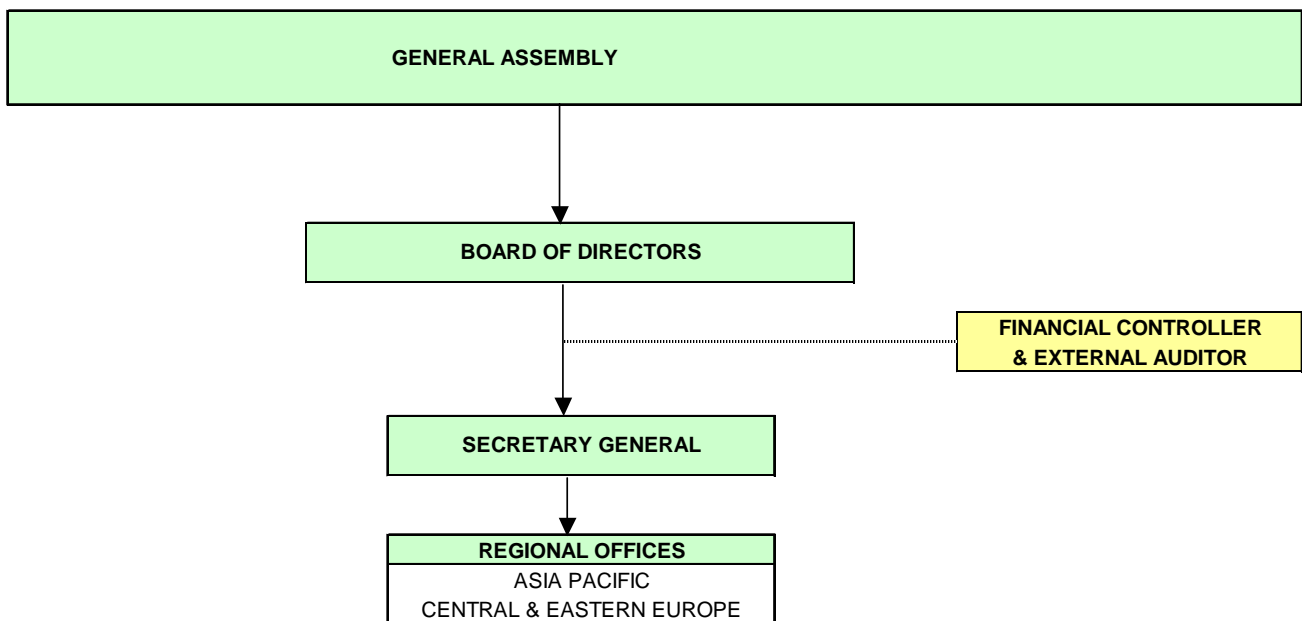 GENERAL ASSEMBLY
BOARD OF DIRECTORS
FINANCIAL CONTROLLER
& EXTERNAL AUDITOR
SECRETARY GENERAL
REGIONAL OFFICES
ASIA PACIFIC
CENTRAL & EASTERN EUROPE